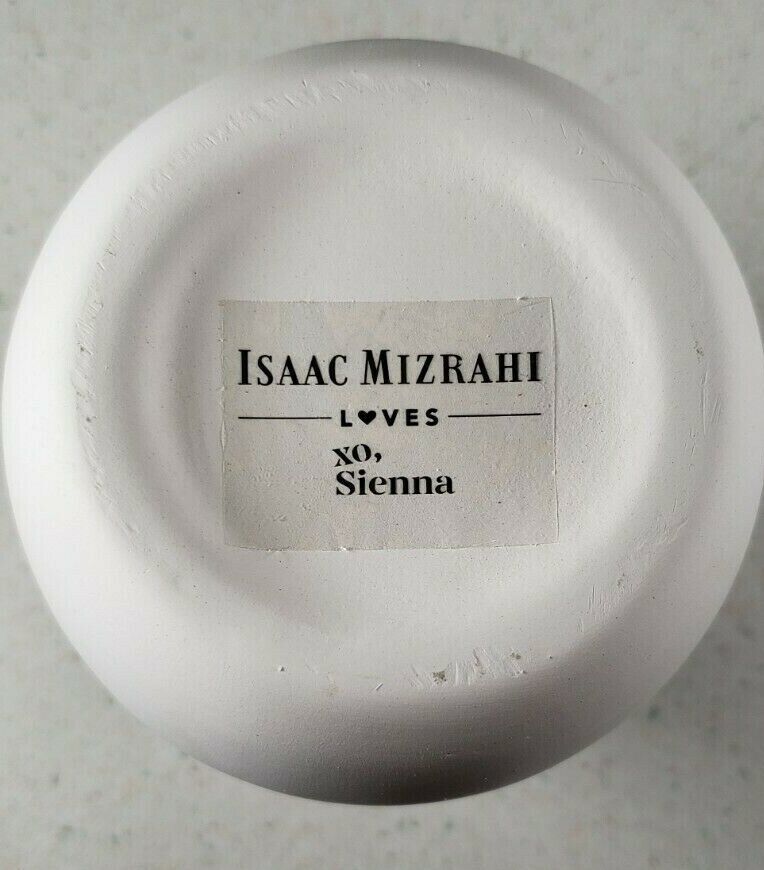 ISAAC MIZRAHI
L♥VES
xo,
Sienna